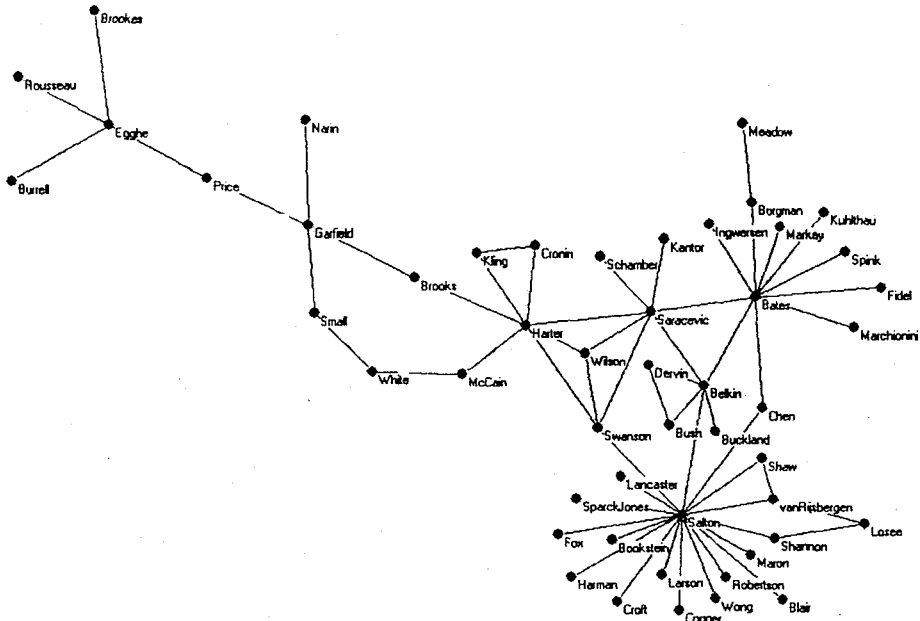 Brookes
Rousseau
Egghe
Narin
Meadow
Burrell
Price
Borgman
Kuhlthau
Garfield
Ingwersen
Markay
Cronin
Kantor
Kling
Schamber
Spink
Brooks
Fidel
Bates
Small
Saracevic
Harter
Marchionini
Wilson
White
McCain
Dervin
Belkin
Chen
Swanson
Bush
Buckland
Shaw
Lancaster
SparckJones
vanRijsbergen
Salton
Losee
Fox
Bookstein
Shannon
Maron
Harman
Larson
Robertson
Croft
Wong
Blair
Cooper